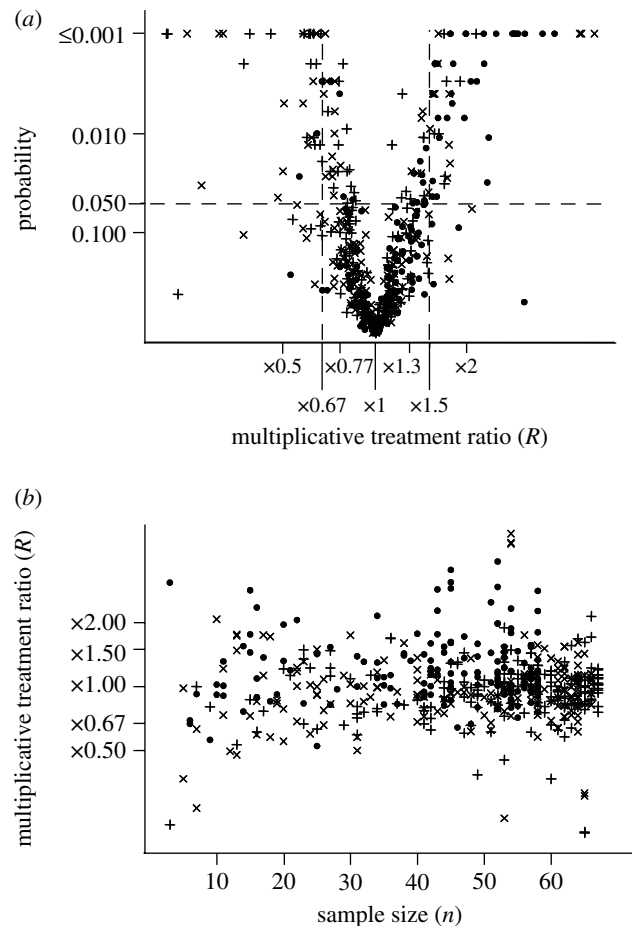 (a)
≤0.001
0.010
0.050
0.100
probability
×0.5 ×0.77 ×1.3 ×2
×0.67 ×1 ×1.5
multiplicative treatment ratio (R)
(b)
×2.00
×1.50
×1.00
×0.67
×0.50
multiplicative treatment ratio (R)
10 20 30 40 50 60
sample size (n)